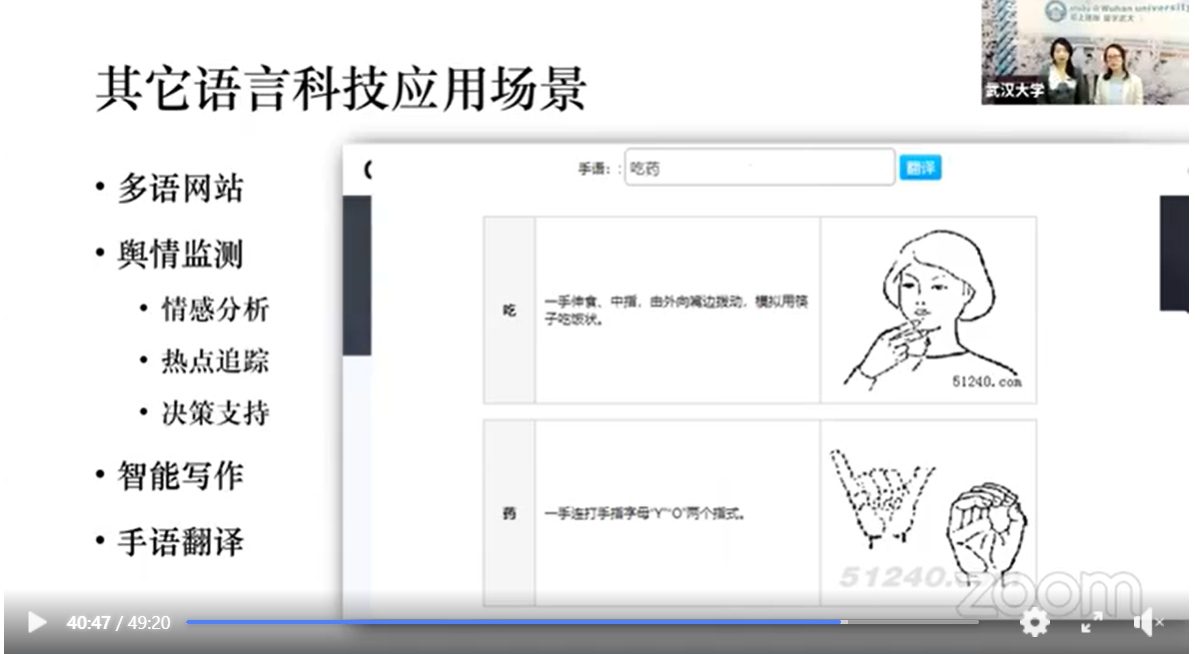 其它语言科技应用场景
Wuhan university
武汉大学
• 多语网站
• 舆情监测
• 情感分析
• 热点追踪
• 决策支持
• 智能写作
• 手语翻译
手语：:
吃药
翻译
吃
一手伸食、中指，由外向嘴边拨动，模拟用筷
子吃饭状。
51240.com
药
一手连打手指字母“Y”“O”两个指式。
51240.
zoom
40:47 / 49:20